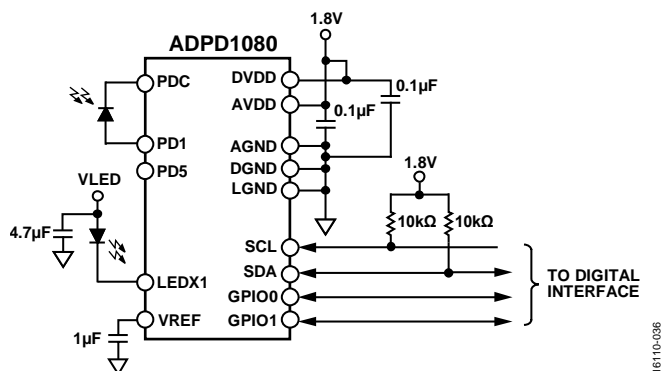 1.8V
ADPD1080
PDC
DVDD
0.1µF
AVDD
0.1µF
PD1
AGND
1.8V
PD5
DGND
VLED
LGND
10kΩ
10kΩ
4.7µF
SCL
SDA
TO DIGITAL
INTERFACE
LEDX1
GPIO0
VREF
GPIO1
1µF
16110-036